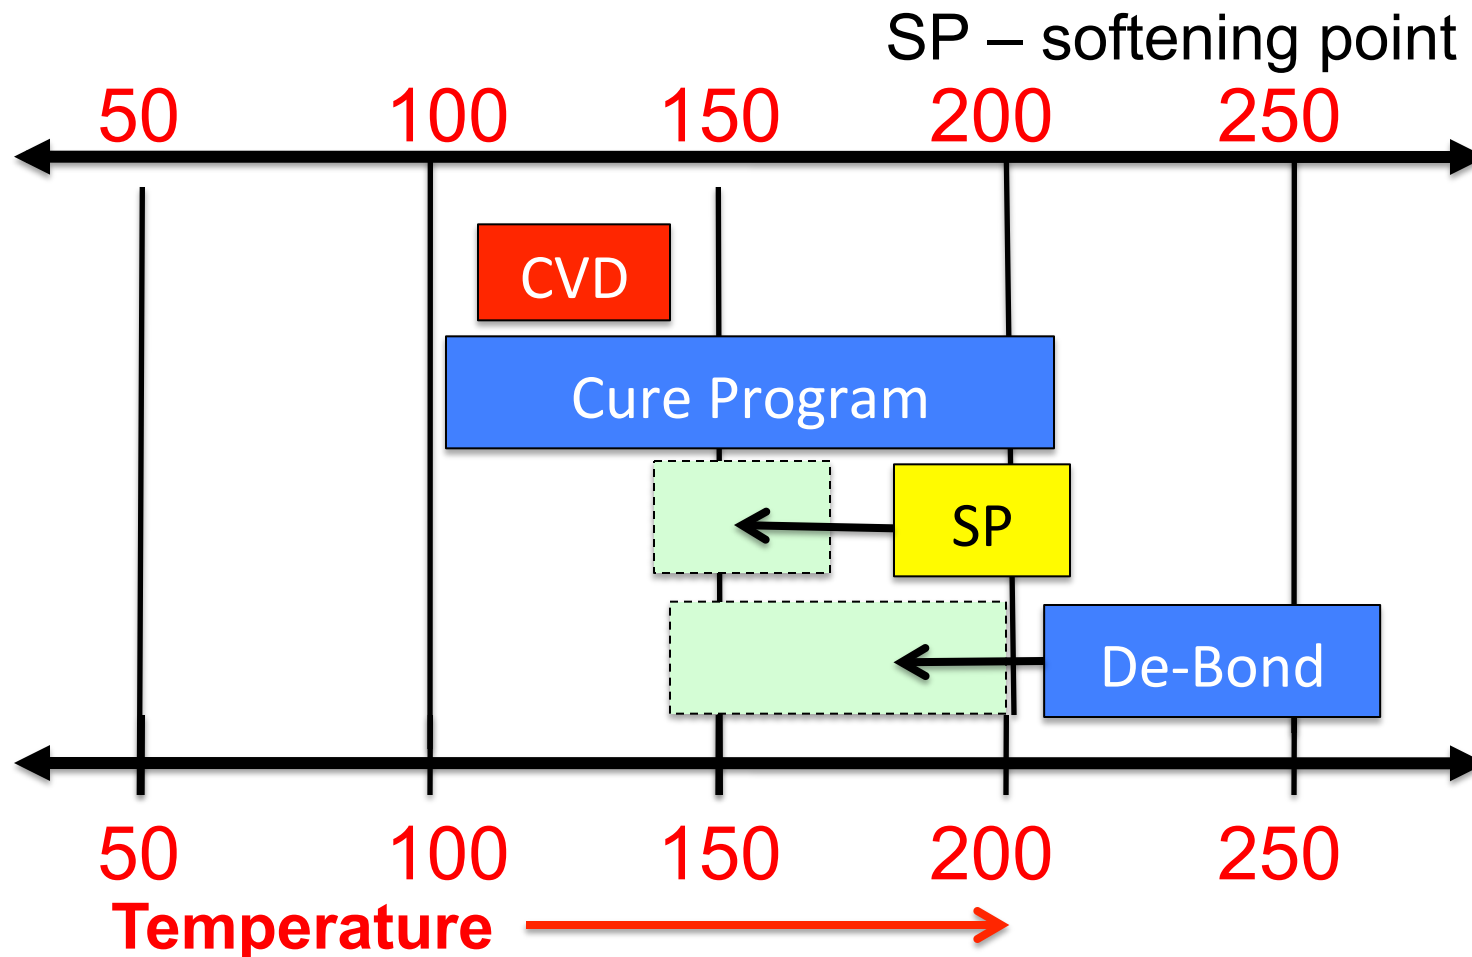 SP – softening point
50 100 150 200 250
CVD
Cure Program
SP
De-Bond
50 100 150 200 250
Temperature